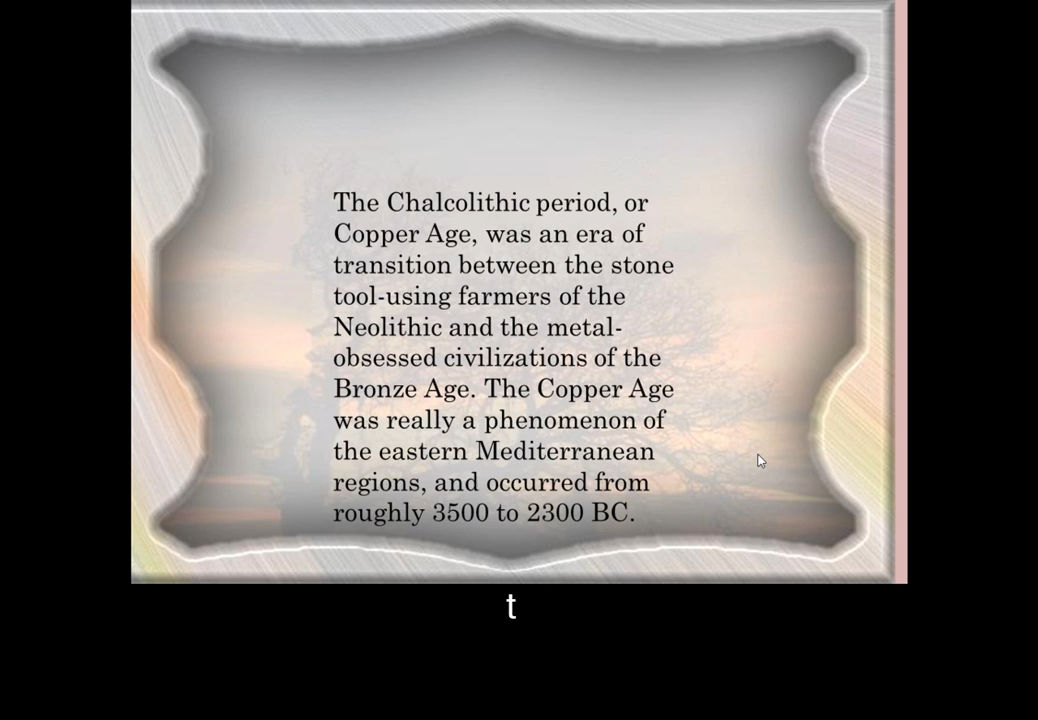 The Chalcolithic period, or
Copper Age, was an era of
transition between the stone
tool-using farmers of the
Neolithic and the metal-
obsessed civilizations of the
Bronze Age. The Copper Age
was really a phenomenon of
the eastern Mediterranean
regions, and occurred from
roughly 3500 to 2300 BC.
t